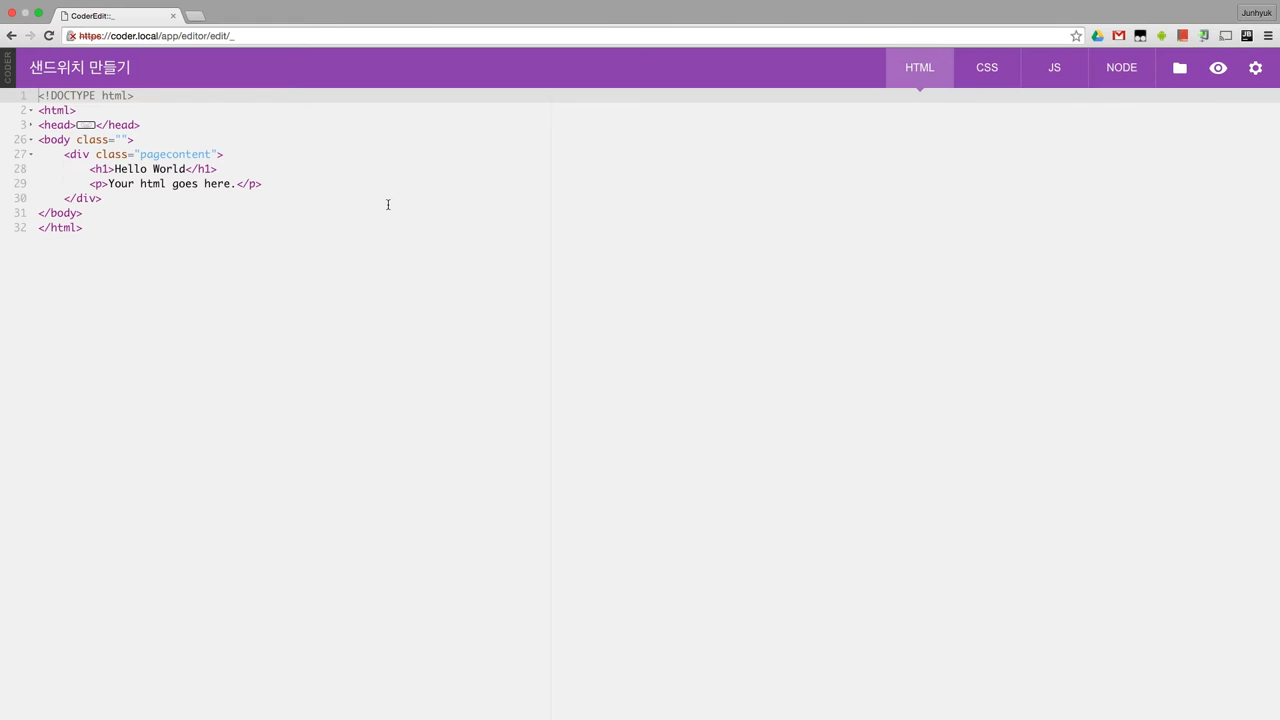 CoderEdit::_
Junhyuk
https://coder.local/app/editor/edit/_
CODER
샌드위치 만들기
HTML CSS JS NODE
1 <!DOCTYPE html>
2 <html>
3 <head></head>
26 <body class="">
27 <div class="pagecontent">
28 <h1>Hello World</h1>
29 <p>Your html goes here.</p>
30 </div>
31 </body>
32 </html>